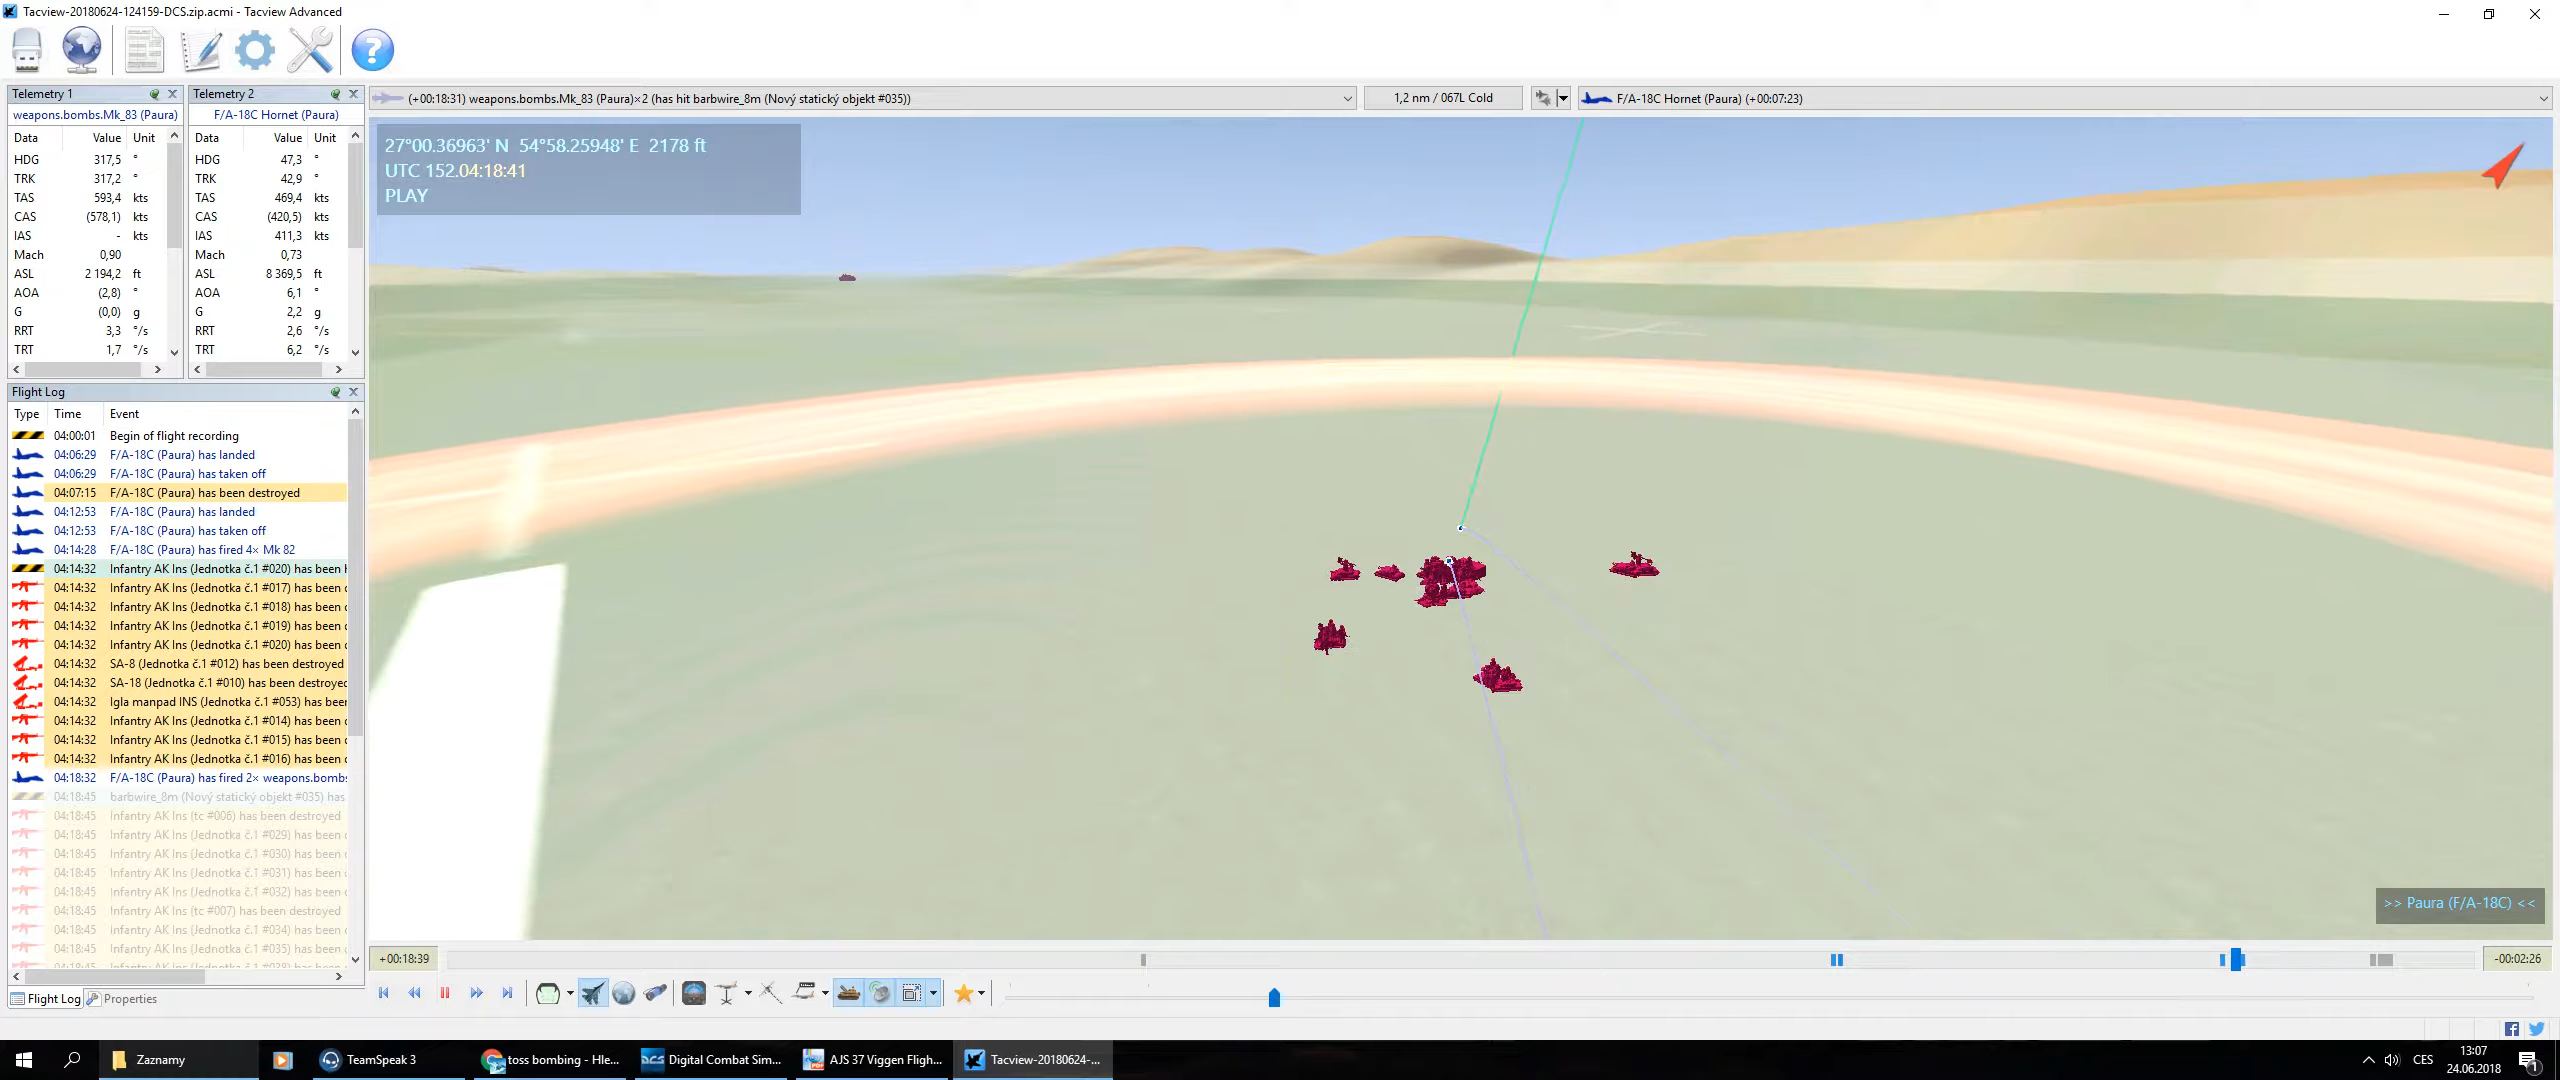 Tacview-20180624-124159-DCS.zip.acmi - Tacview Advanced
Telemetry 1
Telemetry 2
weapons.bombs.Mk_83 (Paura)
F/A-18C Hornet (Paura)
Data Value Unit
Data Value Unit
HDG 317,5 °
HDG 47,3 °
TRK 317,2 °
TRK 42,9 °
TAS 593,4 kts
TAS 469,4 kts
CAS (578,1) kts
CAS (420,5) kts
IAS - kts
IAS 411,3 kts
Mach 0,90
Mach 0,73
ASL 2 194,2 ft
ASL 8 369,5 ft
AOA (2,8) °
AOA 6,1 °
G (0,0) g
G 2,2 g
RRT 3,3 °/s
RRT 2,6 °/s
TRT 1,7 °/s
TRT 6,2 °/s
(+00:18:31) weapons.bombs.Mk_83 (Paura)×2 (has hit barbwire_8m (Nový statický objekt #035))
1,2 nm / 067L Cold
F/A-18C Hornet (Paura) (+00:07:23)
27°00.36963' N 54°58.25948' E 2178 ft
UTC 152.04:18:41
PLAY
Flight Log
Type Time Event
04:00:01 Begin of flight recording
04:06:29 F/A-18C (Paura) has landed
04:06:29 F/A-18C (Paura) has taken off
04:07:15 F/A-18C (Paura) has been destroyed
04:12:53 F/A-18C (Paura) has landed
04:12:53 F/A-18C (Paura) has taken off
04:14:28 F/A-18C (Paura) has fired 4× Mk 82
04:14:32 Infantry AK Ins (Jednotka č.1 #020) has been
04:14:32 Infantry AK Ins (Jednotka č.1 #017) has been
04:14:32 Infantry AK Ins (Jednotka č.1 #018) has been
04:14:32 Infantry AK Ins (Jednotka č.1 #019) has been
04:14:32 Infantry AK Ins (Jednotka č.1 #020) has been
04:14:32 SA-8 (Jednotka č.1 #012) has been destroyed
04:14:32 SA-18 (Jednotka č.1 #010) has been destroyed
04:14:32 Igla manpad INS (Jednotka č.1 #053) has been
04:14:32 Infantry AK Ins (Jednotka č.1 #014) has been
04:14:32 Infantry AK Ins (Jednotka č.1 #015) has been
04:14:32 Infantry AK Ins (Jednotka č.1 #016) has been
04:18:32 F/A-18C (Paura) has fired 2× weapons.bombs
04:18:45 barbwire_8m (Nový statický objekt #035) has
04:18:45 Infantry AK Ins (tc #006) has been destroyed
04:18:45 Infantry AK Ins (Jednotka č.1 #029) has been
04:18:45 Infantry AK Ins (Jednotka č.1 #030) has been
04:18:45 Infantry AK Ins (Jednotka č.1 #031) has been
04:18:45 Infantry AK Ins (Jednotka č.1 #032) has been
04:18:45 Infantry AK Ins (tc #007) has been destroyed
04:18:45 Infantry AK Ins (Jednotka č.1 #034) has been
04:18:45 Infantry AK Ins (Jednotka č.1 #035) has been
>> Paura (F/A-18C) <<
+00:18:39
-00:02:26
Flight Log Properties
Zaznamy
TeamSpeak 3
toss bombing - Hle...
Digital Combat Sim...
AJS 37 Viggen Fligh...
Tacview-20180624-...
CES
13:07
24.06.2018
1